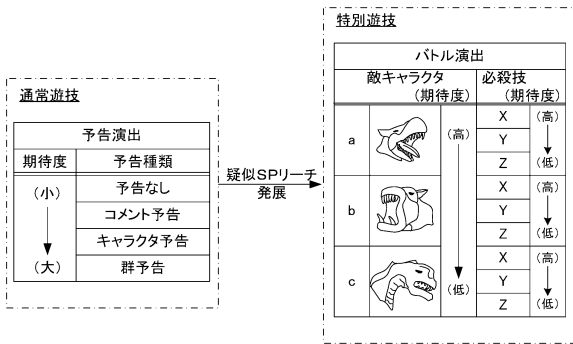 通常遊技
予告演出
期待度 予告種類
(小) 予告なし
コメント予告
キャラクタ予告
(大) 群予告
疑似SPリーチ
発展
特別遊技
バトル演出
敵キャラクタ 必殺技
(期待度) (期待度)
a (高) X (高)
Y
Z (低)
b X (高)
Y
Z (低)
c X (高)
Y
(低) Z (低)